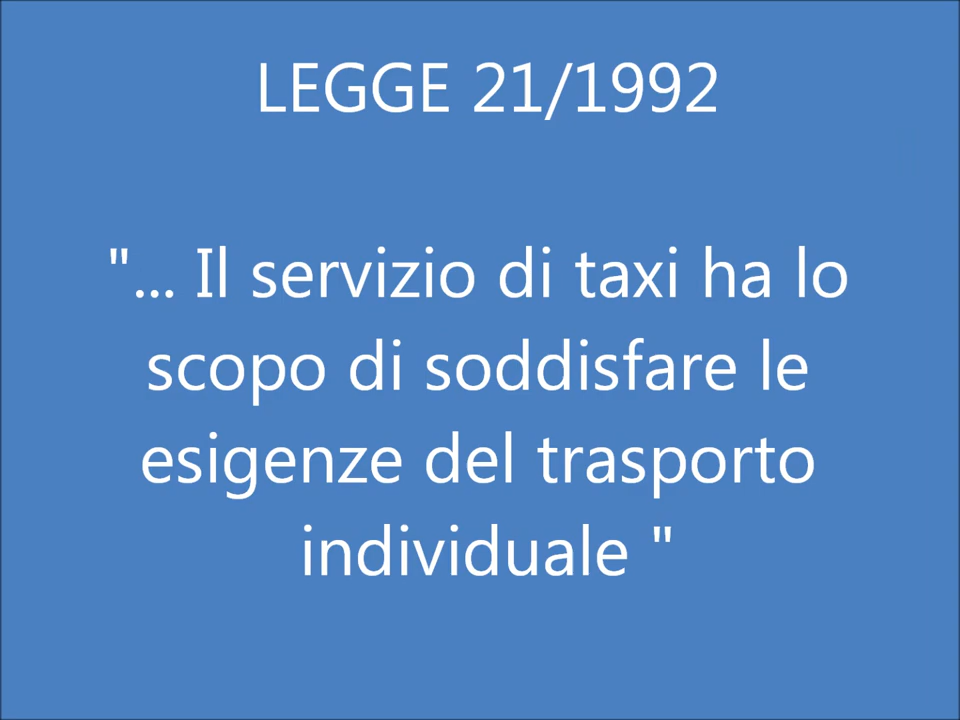 LEGGE 21/1992
"... Il servizio di taxi ha lo
scopo di soddisfare le
esigenze del trasporto
individuale "